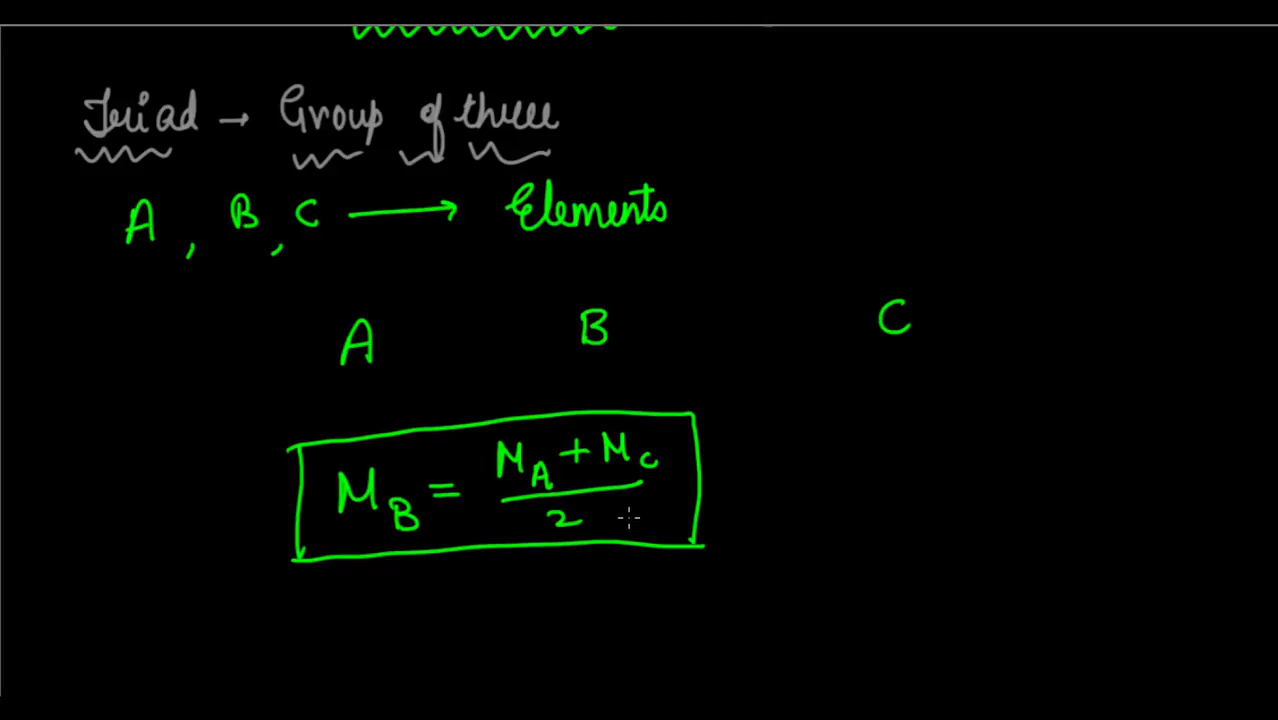 Triad → Group of three
A, B, C → Elements
A B C
M_B = (M_A + M_C) / 2